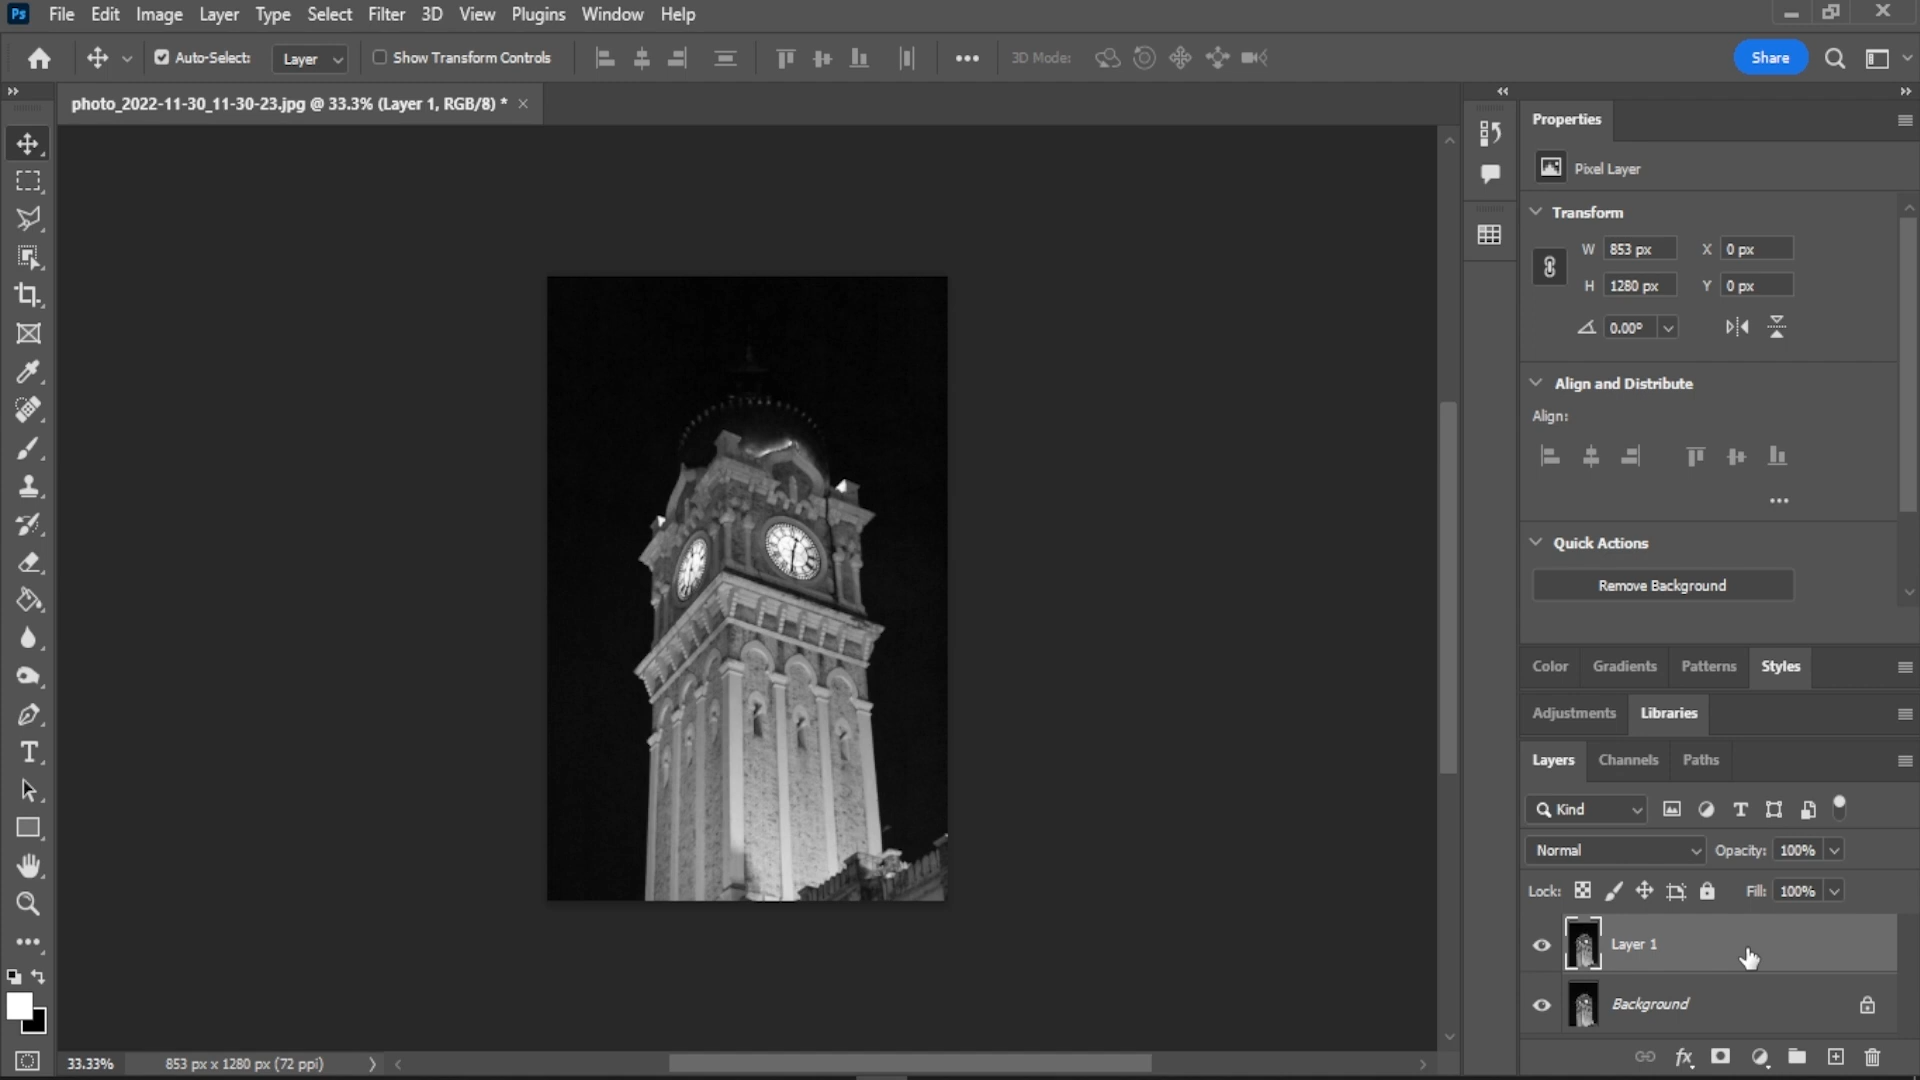 Ps File Edit Image Layer Type Select Filter 3D View Plugins Window Help
Auto-Select: Layer Show Transform Controls 3D Mode: Share
photo_2022-11-30_11-30-23.jpg @ 33.3% (Layer 1, RGB/8) * ×
Properties
Pixel Layer
Transform
W 853 px X 0 px
H 1280 px Y 0 px
0.00°
Align and Distribute
Align:
Quick Actions
Remove Background
Color Gradients Patterns Styles
Adjustments Libraries
Layers Channels Paths
Kind
Normal Opacity: 100%
Lock: Fill: 100%
Layer 1
Background
33.33% 853 px x 1280 px (72 ppi)